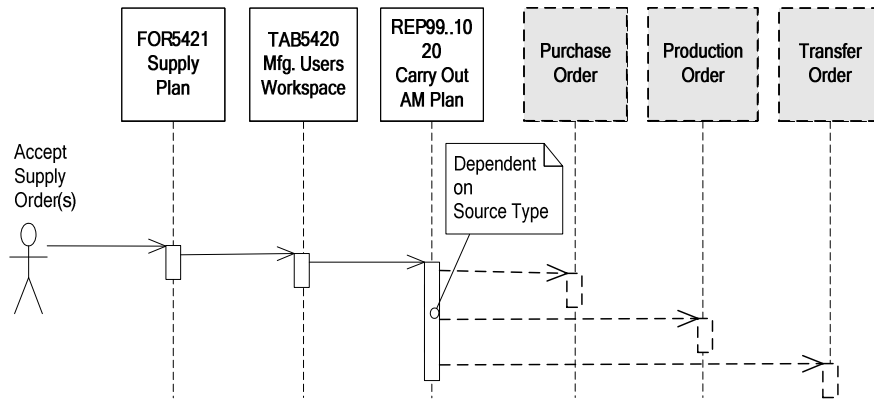 FOR5421
Supply
Plan
TAB5420
Mfg. Users
Workspace
REP99..10
20
Carry Out
AM Plan
Purchase
Order
Production
Order
Transfer
Order
Accept
Supply
Order(s)
Dependent
on
Source Type